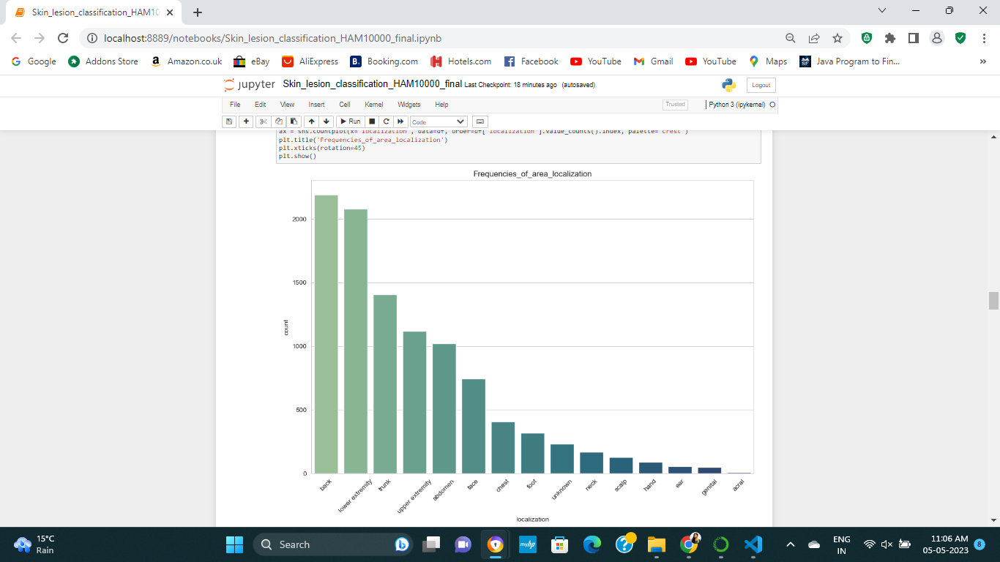 Skin_lesion_classification_HAM10
localhost:8889/notebooks/Skin_lesion_classification_HAM10000_final.ipynb
Google Addons Store Amazon.co.uk eBay AliExpress Booking.com Hotels.com Facebook YouTube Gmail YouTube Maps Java Program to Fin... »
jupyter Skin_lesion_classification_HAM10000_final Last Checkpoint: 18 minutes ago (autosaved) Logout
File Edit View Insert Cell Kernel Widgets Help Trusted Python 3 (ipykernel)
Run Code
ax = sns.countplot(x='localization', data=df, order=df['localization'].value_counts().index, palette='crest')
plt.title('Frequencies_of_area_localization')
plt.xticks(rotation=45)
plt.show()
Frequencies_of_area_localization
2000
1500
1000
500
0
count
back lower extremity trunk upper extremity abdomen face chest foot unknown neck scalp hand ear genital acral
localization
15°C
Rain
Search
myhp
ENG
IN
11:06 AM
05-05-2023
8